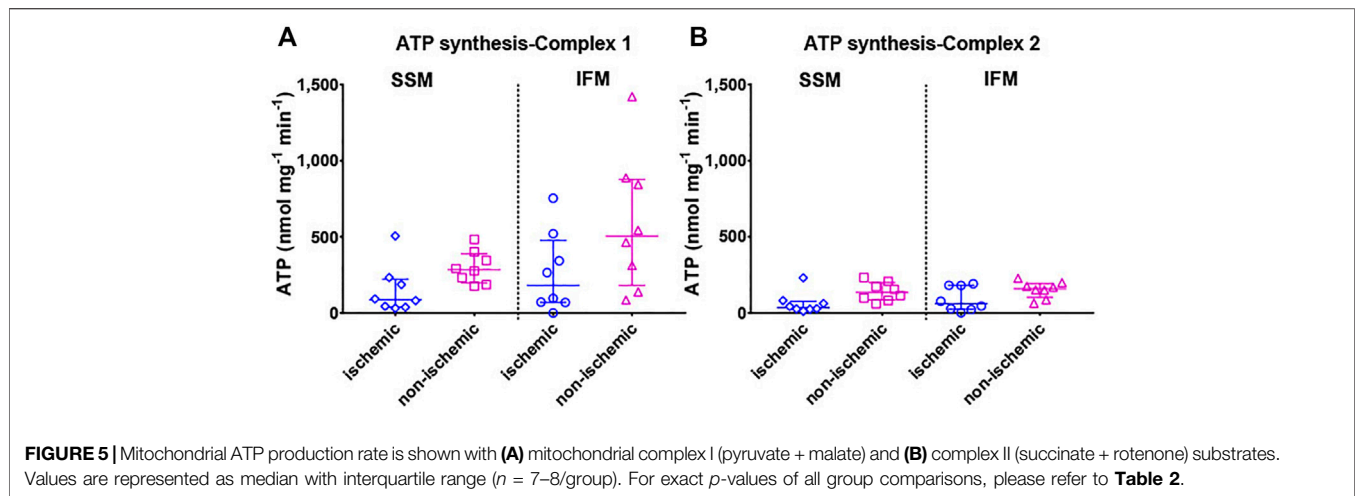 A
ATP synthesis-Complex 1
SSM
IFM
ATP (nmol mg⁻¹ min⁻¹)
1,500
1,000
500
0
ischemic
non-ischemic
ischemic
non-ischemic
B
ATP synthesis-Complex 2
SSM
IFM
ATP (nmol mg⁻¹ min⁻¹)
1,500
1,000
500
0
ischemic
non-ischemic
ischemic
non-ischemic
FIGURE 5 | Mitochondrial ATP production rate is shown with (A) mitochondrial complex I (pyruvate + malate) and (B) complex II (succinate + rotenone) substrates.
Values are represented as median with interquartile range (n = 7–8/group). For exact p-values of all group comparisons, please refer to Table 2.